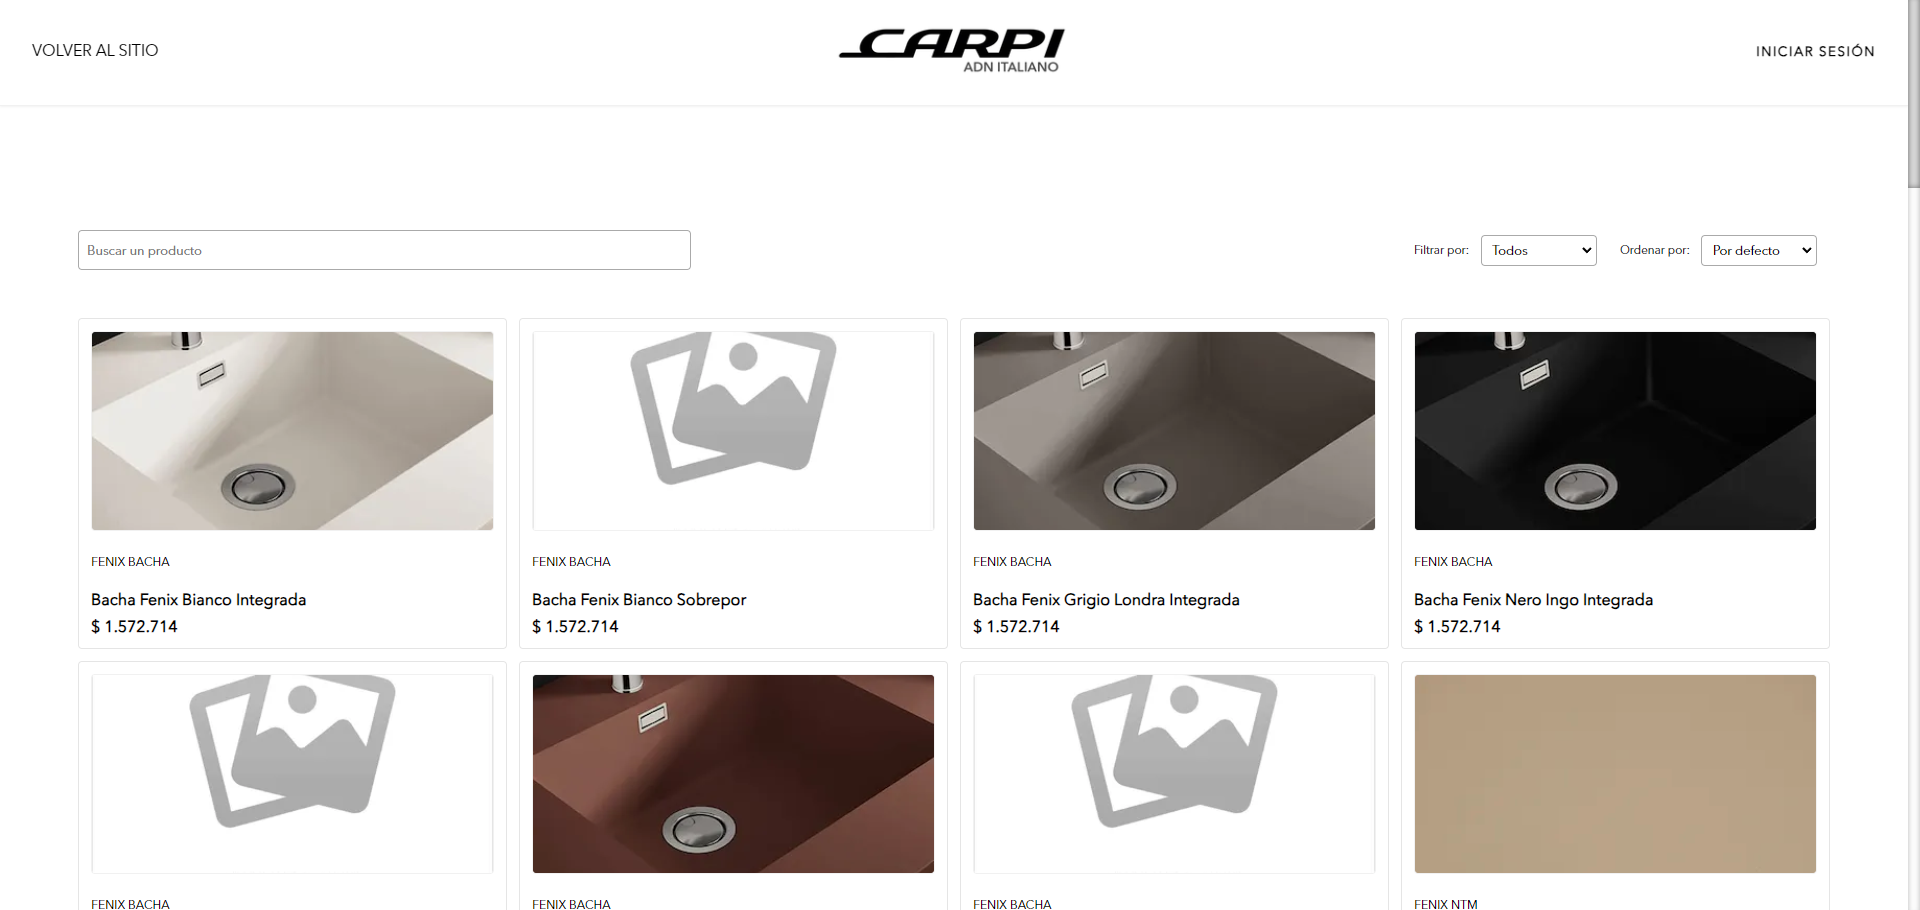 VOLVER AL SITIO
CARPI
ADN ITALIANO
INICIAR SESIÓN
Buscar un producto
Filtrar por:
Todos
Ordenar por:
Por defecto
FENIX BACHA
Bacha Fenix Bianco Integrada
$ 1.572.714
FENIX BACHA
Bacha Fenix Bianco Sobrepor
$ 1.572.714
FENIX BACHA
Bacha Fenix Grigio Londra Integrada
$ 1.572.714
FENIX BACHA
Bacha Fenix Nero Ingo Integrada
$ 1.572.714
FENIX BACHA
FENIX BACHA
FENIX BACHA
FENIX NTM